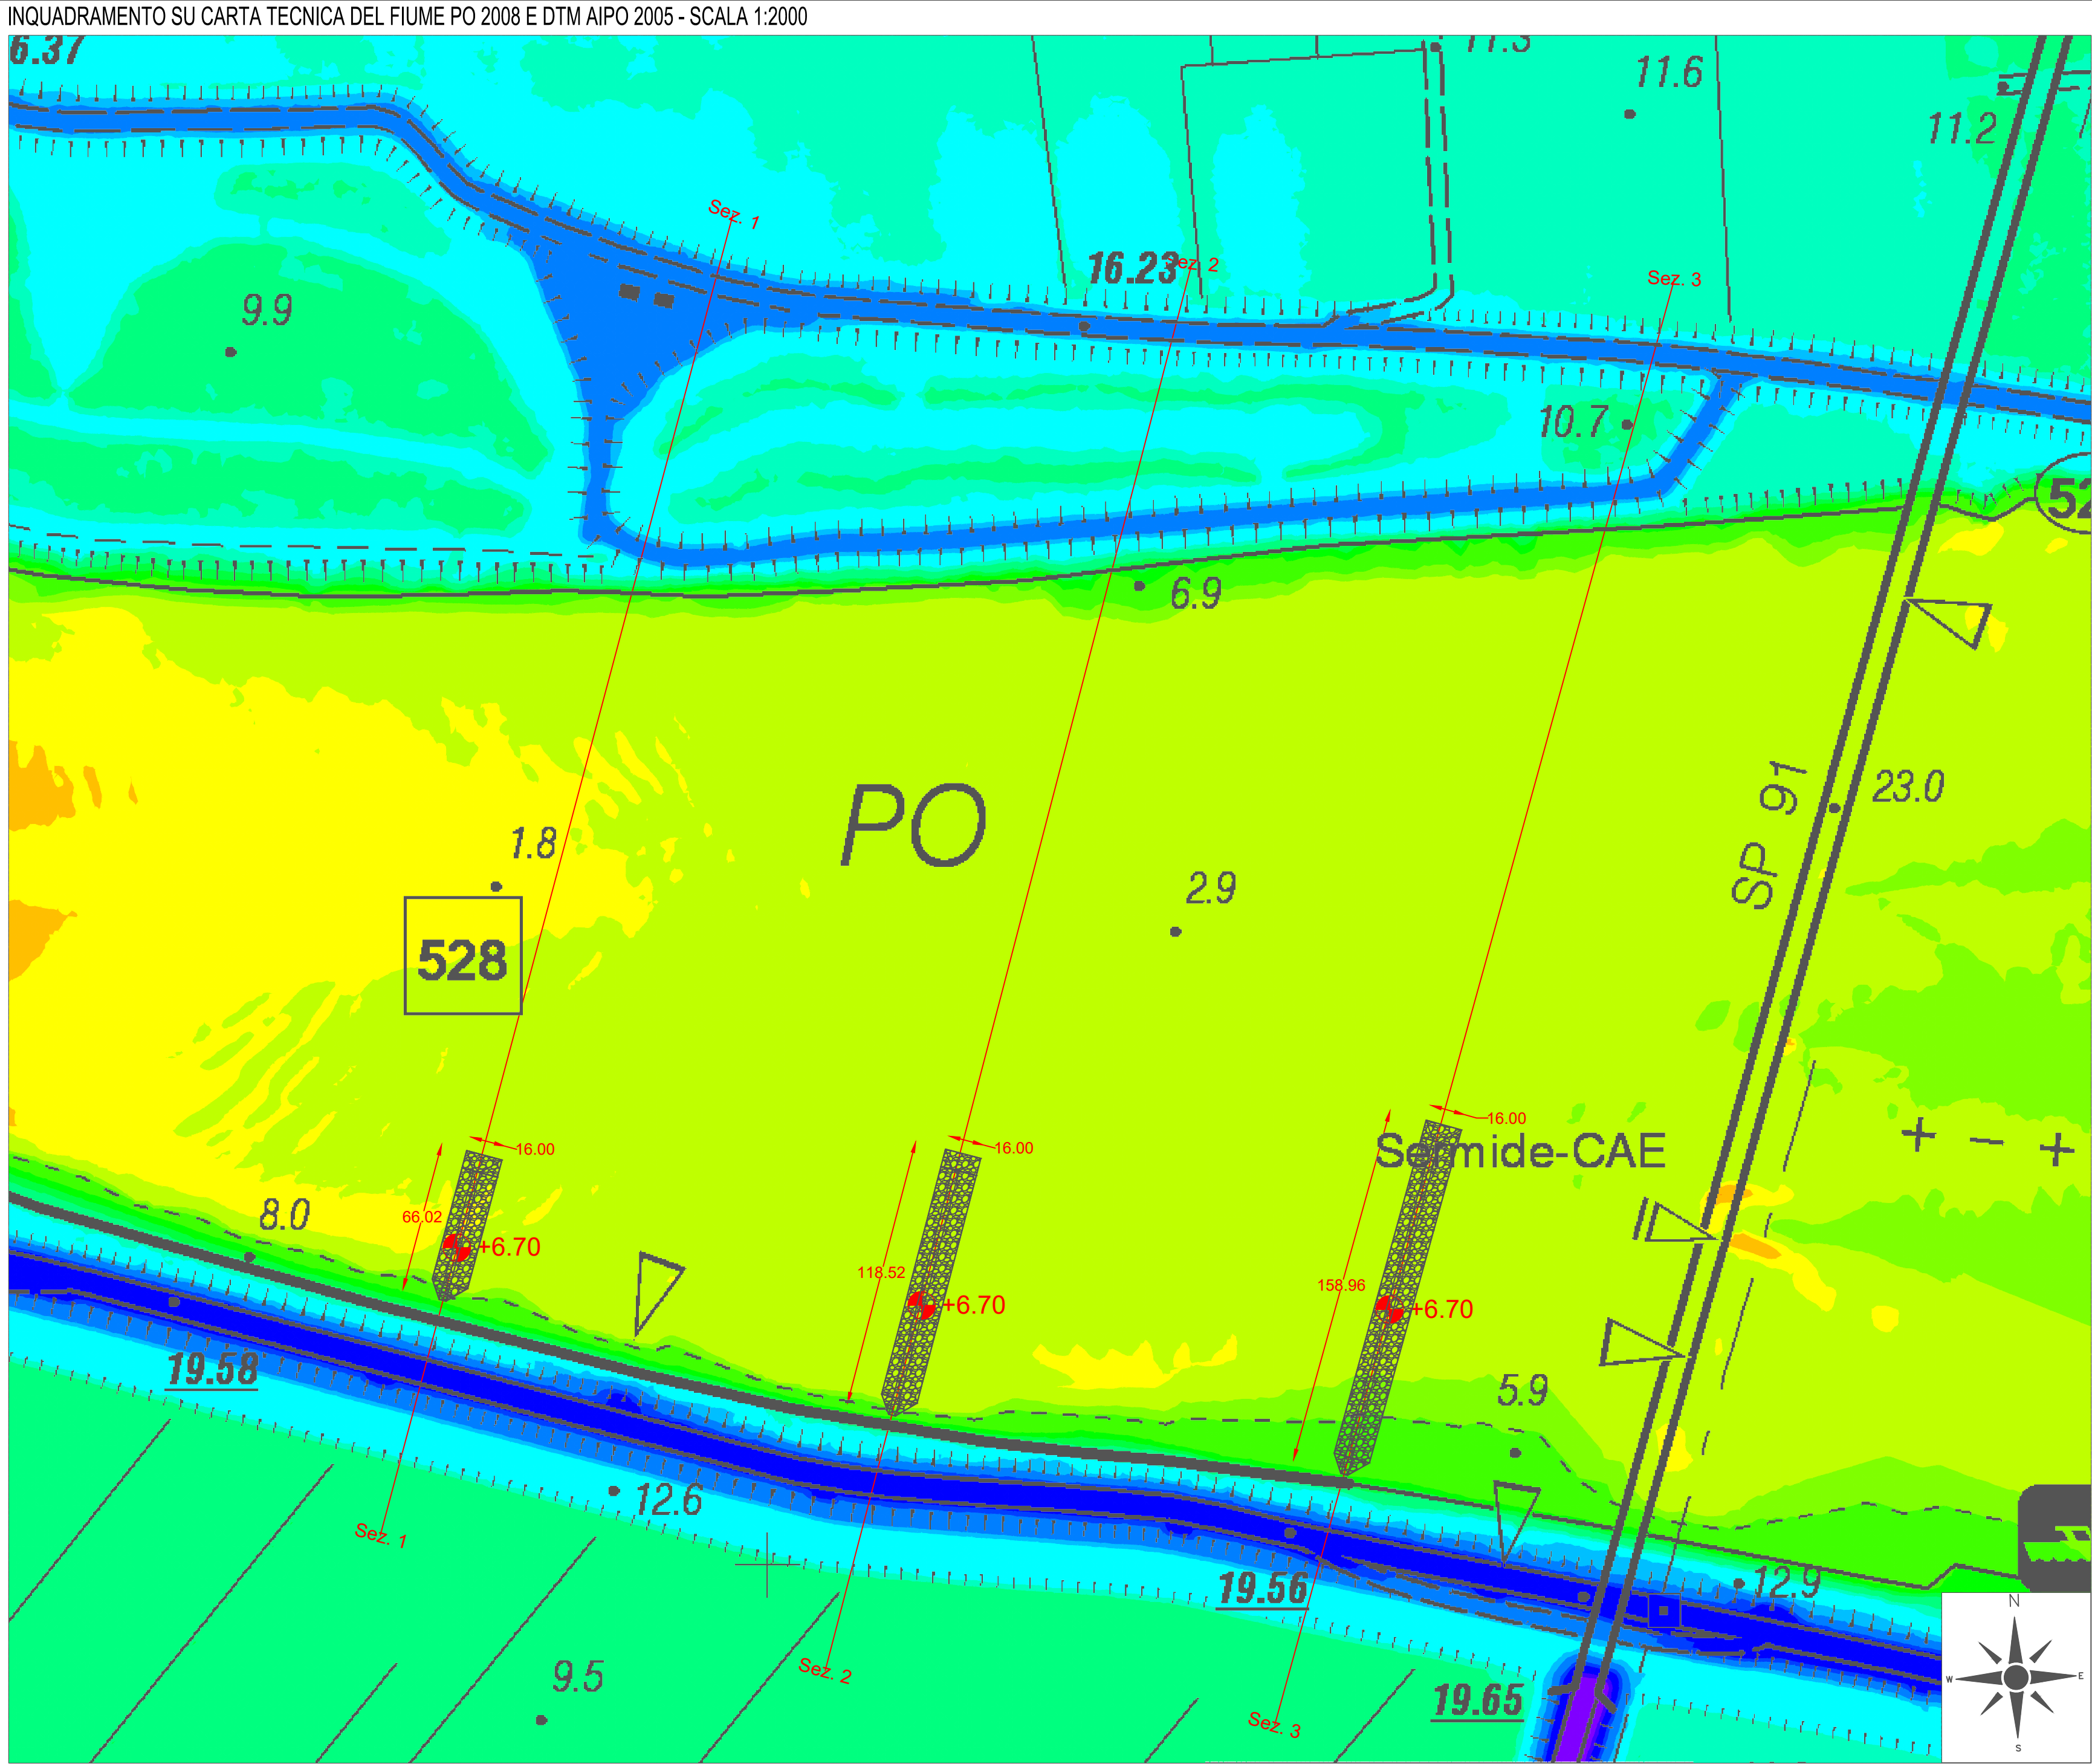 INQUADRAMENTO SU CARTA TECNICA DEL FIUME PO 2008 E DTM AIPO 2005 - SCALA 1:2000
6.37
11.3
11.6
11.2
Sez. 1
16.23
Sez. 2
Sez. 3
9.9
10.7
52
6.9
PO
SP 91
23.0
1.8
2.9
528
16.00
16.00
16.00
Sermide-CAE
8.0
66.02
+6.70
118.52
+6.70
158.96
+6.70
19.58
5.9
12.6
Sez. 1
19.56
12.9
N
W
E
S
9.5
Sez. 2
19.65
Sez. 3